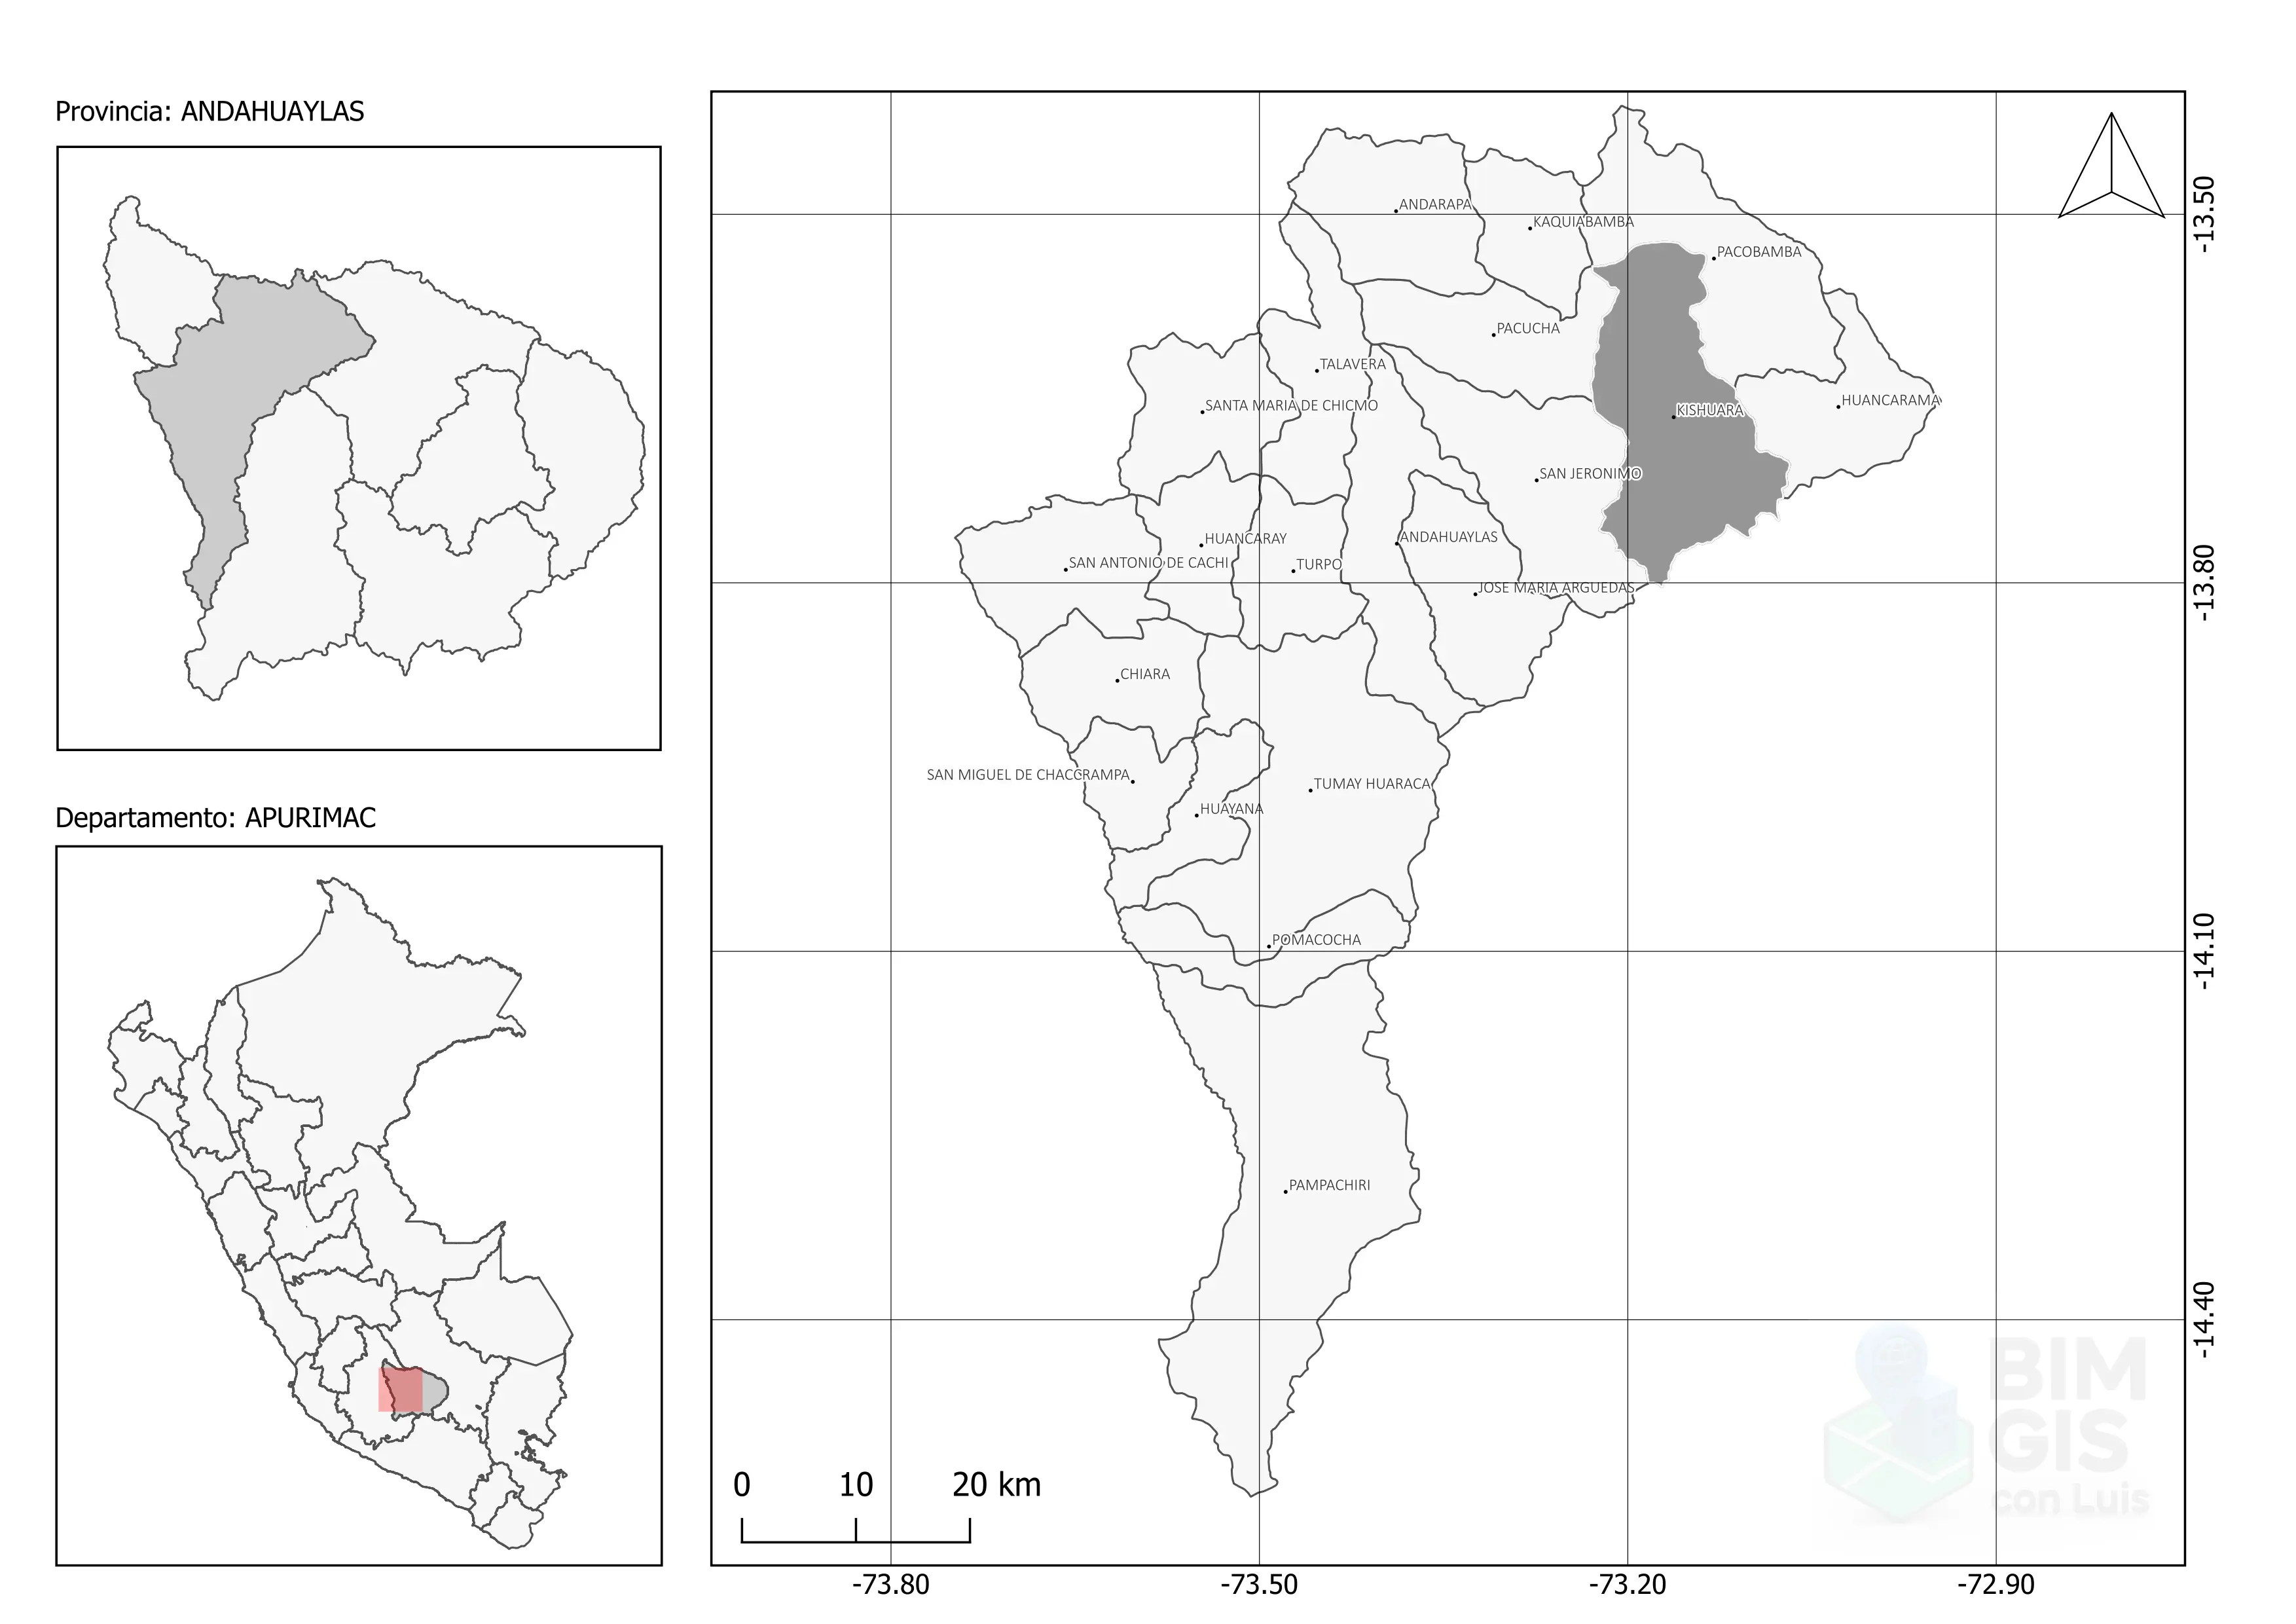 Provincia: ANDAHUAYLAS
Departamento: APURIMAC
ANDARAPA
KAQUIABAMBA
PACOBAMBA
PACUCHA
TALAVERA
SANTA MARIA DE CHICMO
KISHUARA
HUANCARAMA
SAN JERONIMO
HUANCARAY
ANDAHUAYLAS
SAN ANTONIO DE CACHI
TURPO
JOSE MARIA ARGUEDAS
CHIARA
SAN MIGUEL DE CHACCRAMPA
TUMAY HUARACA
HUAYANA
POMACOCHA
PAMPACHIRI
-13.50
-13.80
-14.10
-14.40
0 10 20 km
-73.80 -73.50 -73.20 -72.90
BIM
GIS
con Luis